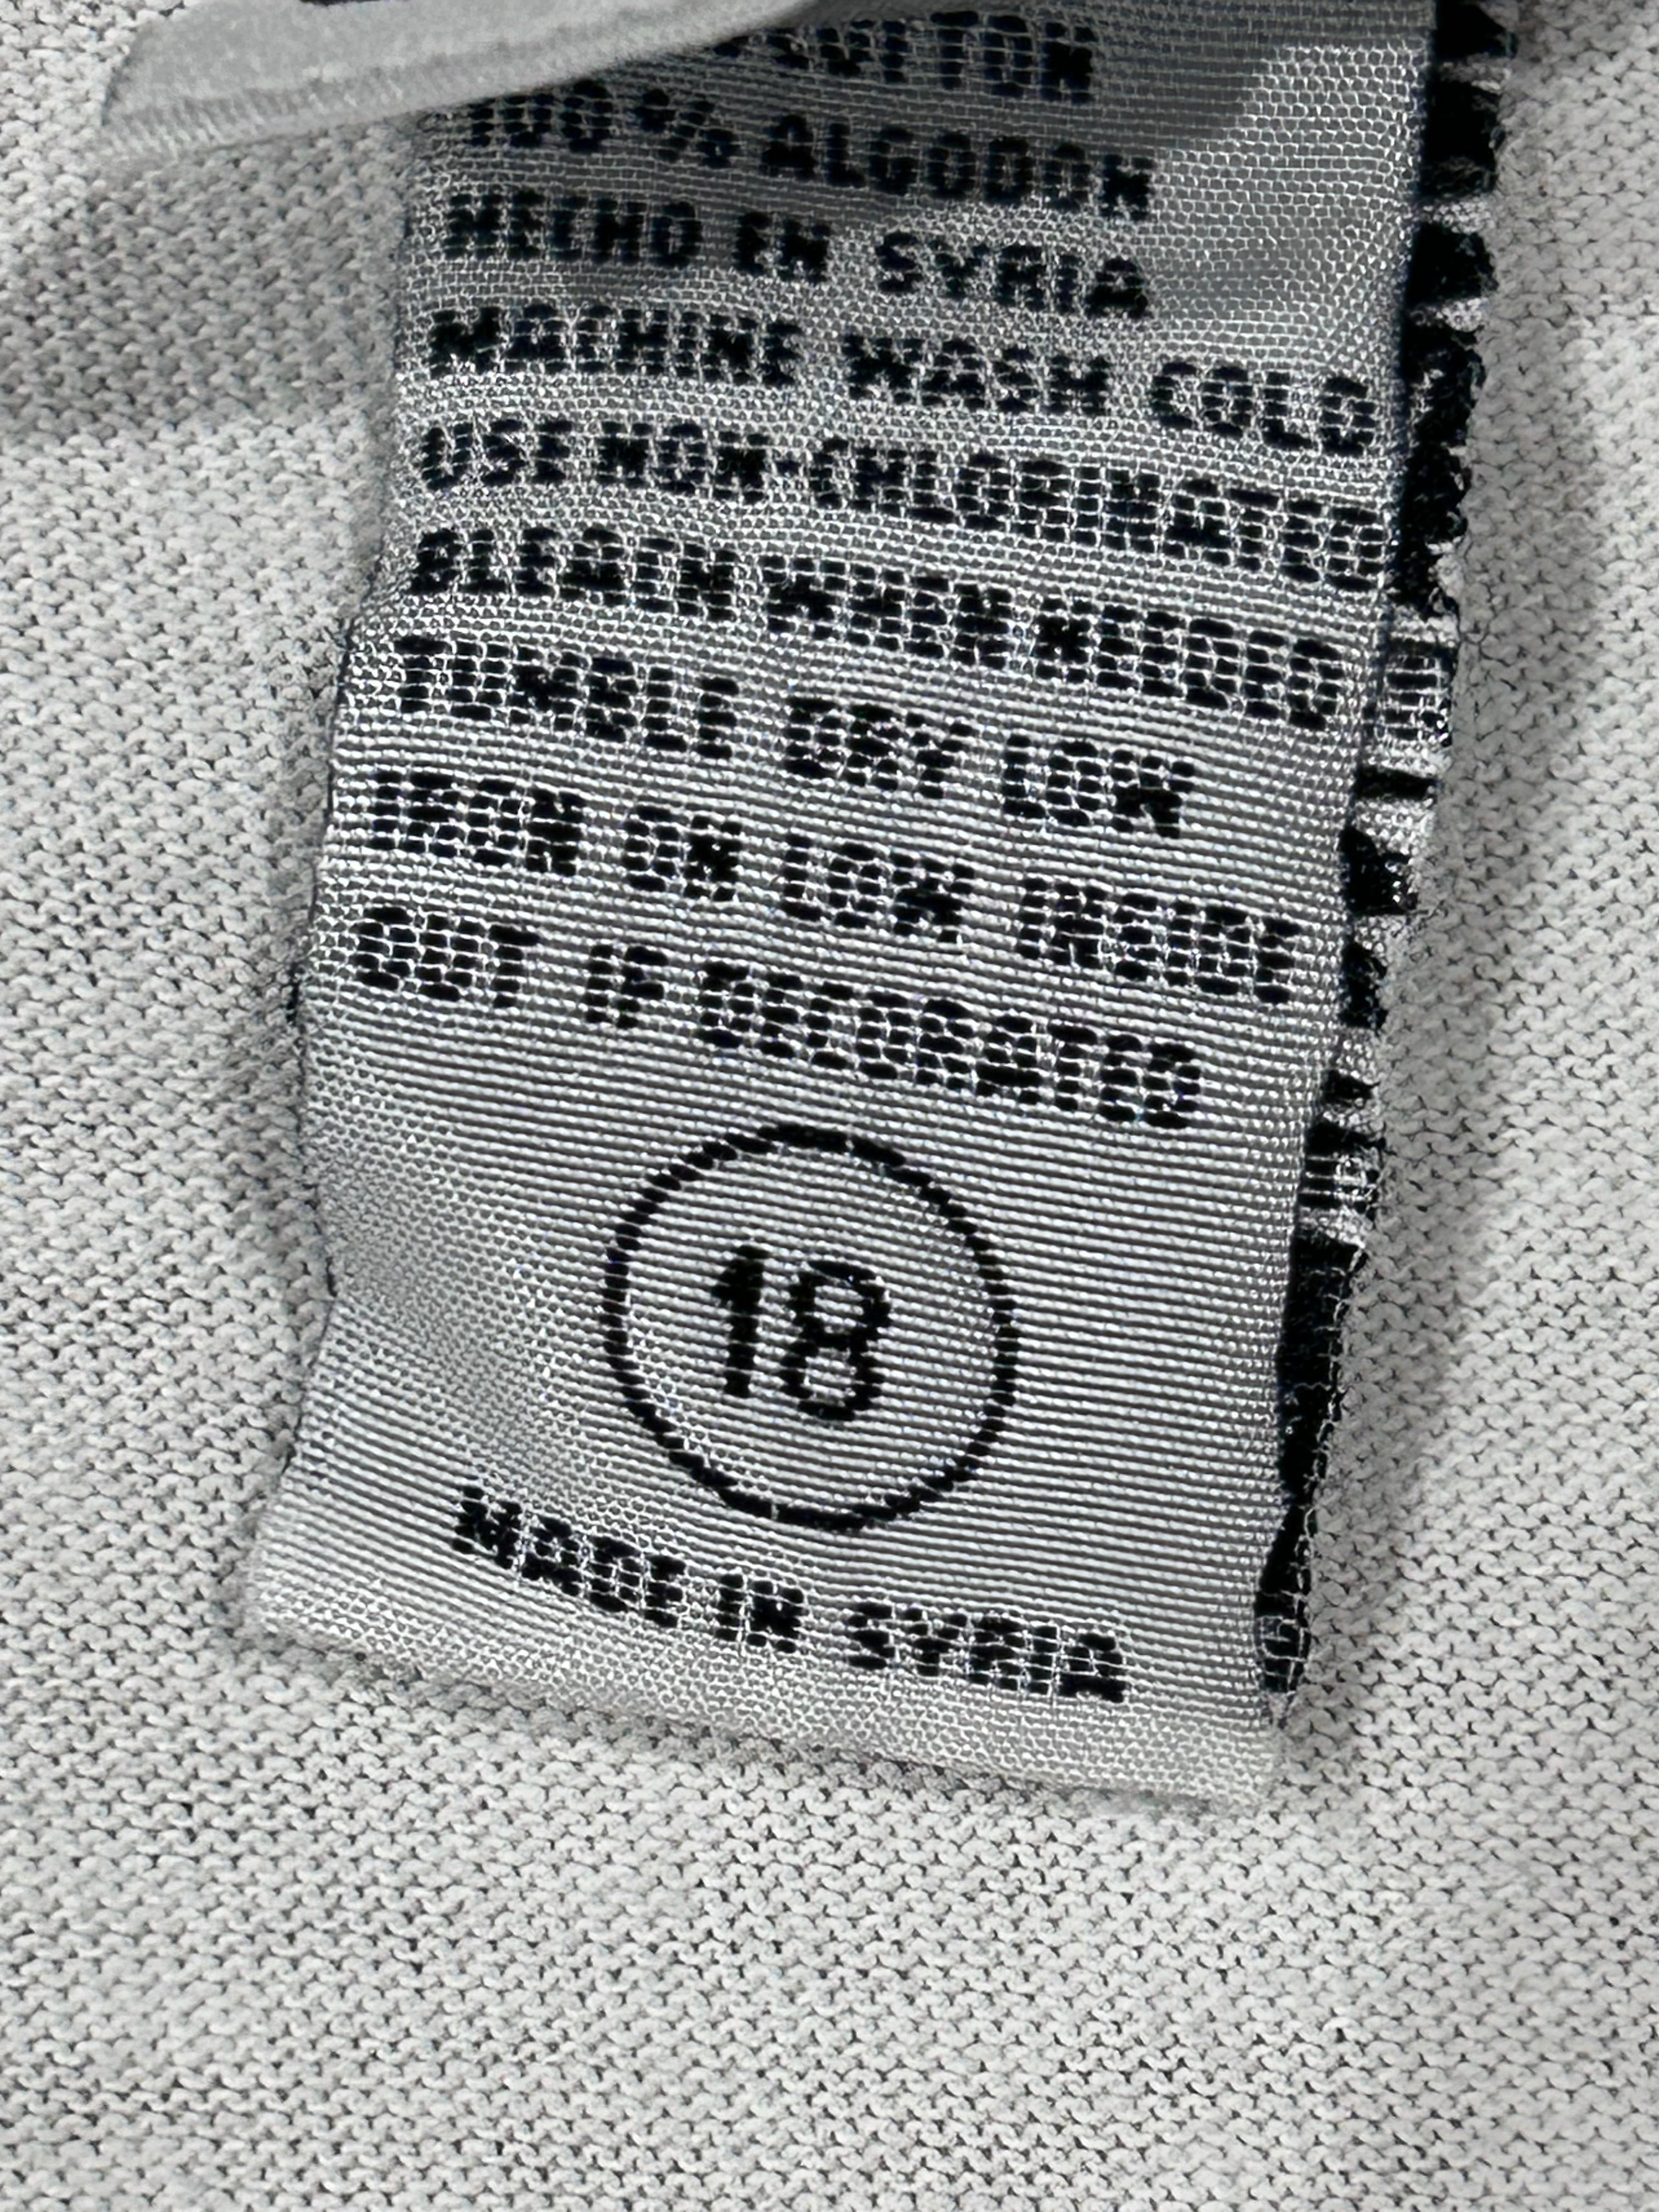 COTTON
100% ALGODON
HECHO EN SYRIA
MACHINE WASH COLD
USE NON-CHLORINATED
BLEACH WHEN NEEDED
TUMBLE DRY LOW
IRON ON LOW INSIDE
OUT IF DECORATED
18
MADE IN SYRIA